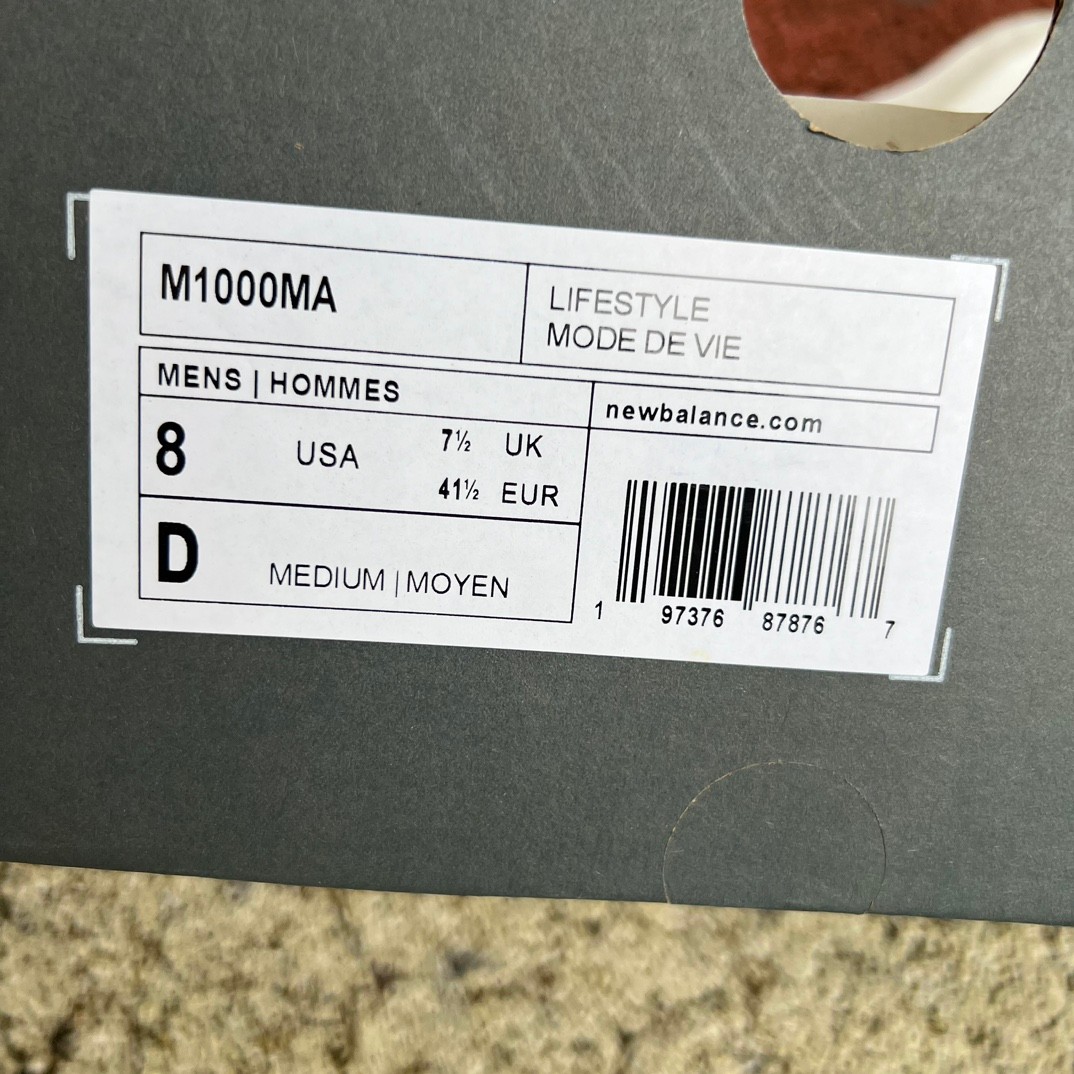 M1000MA
LIFESTYLE
MODE DE VIE
MENS | HOMMES
newbalance.com
8 USA 7½ UK
41½ EUR
D MEDIUM | MOYEN
1 97376 87876 7